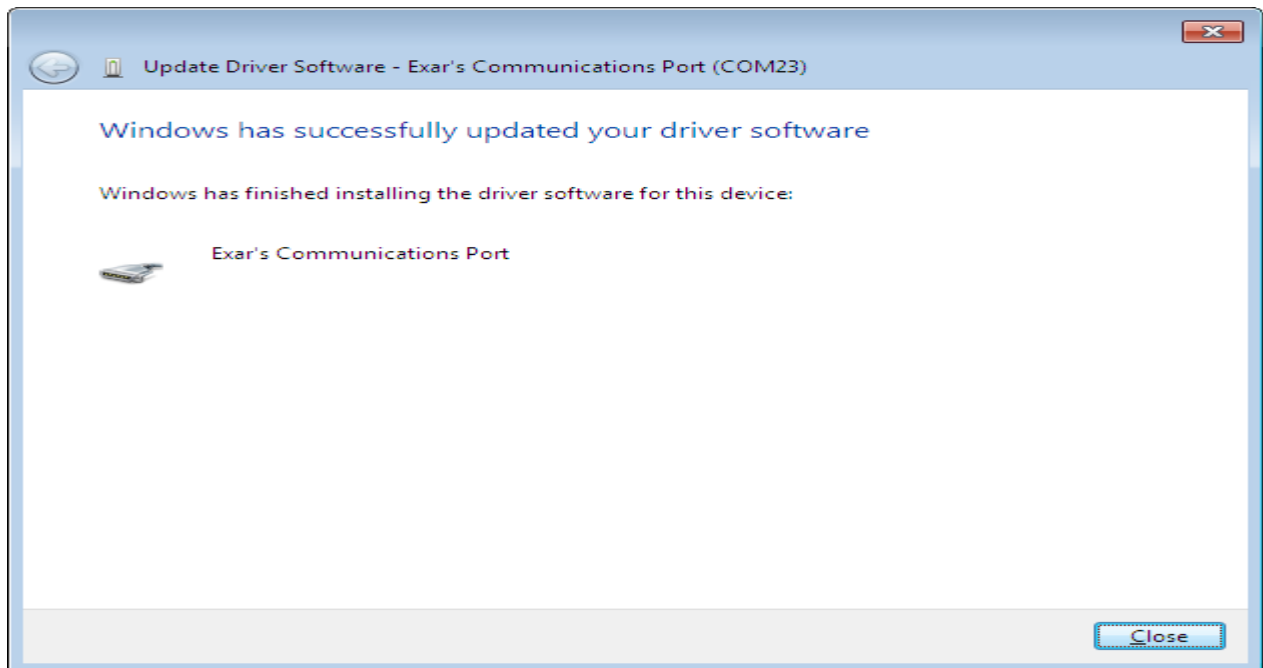 Update Driver Software - Exar's Communications Port (COM23)
Windows has successfully updated your driver software
Windows has finished installing the driver software for this device:
Exar's Communications Port
Close